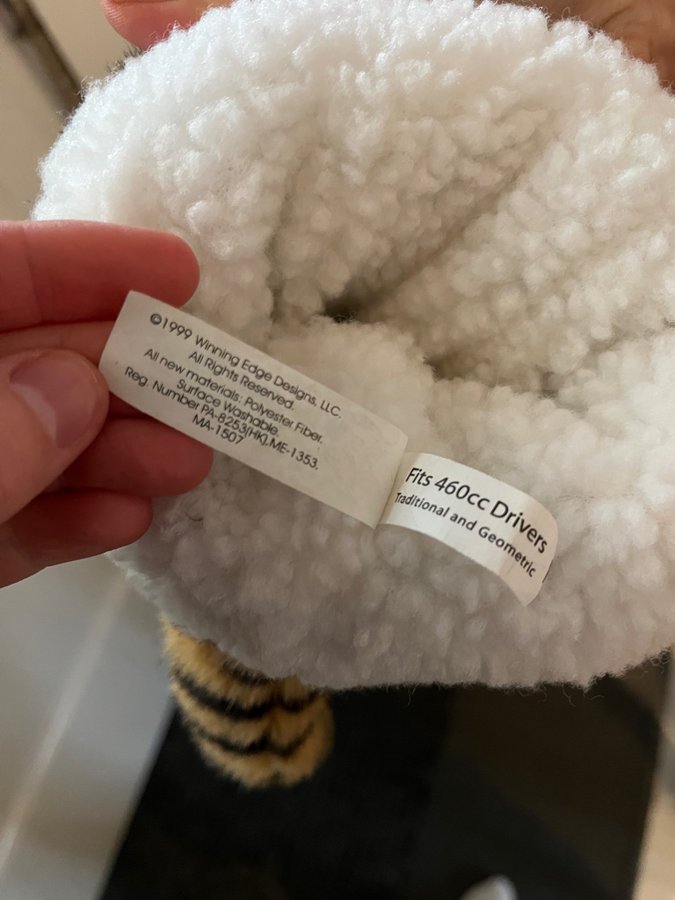 ©1999 Winning Edge Designs, LLC.
All Rights Reserved.
All new materials: Polyester Fiber.
Surface Washable.
Reg. Number PA-8253(HK),ME-1353,
MA-1507
Fits 460cc Drivers
Traditional and Geometric